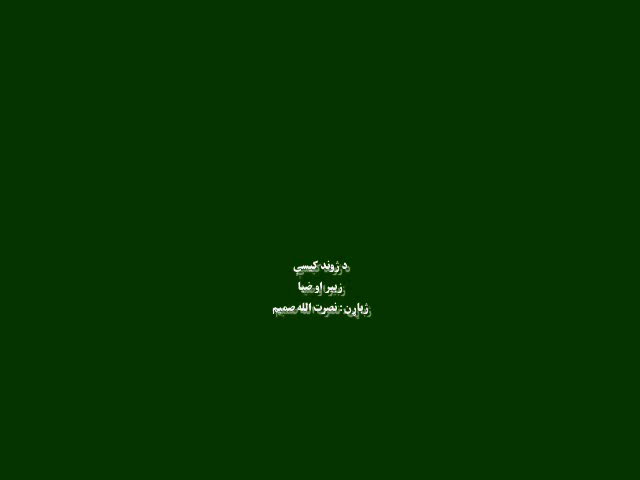 د ژوند کیسې
زبیر او ضیا
ژباړن: نصرت الله صمیم